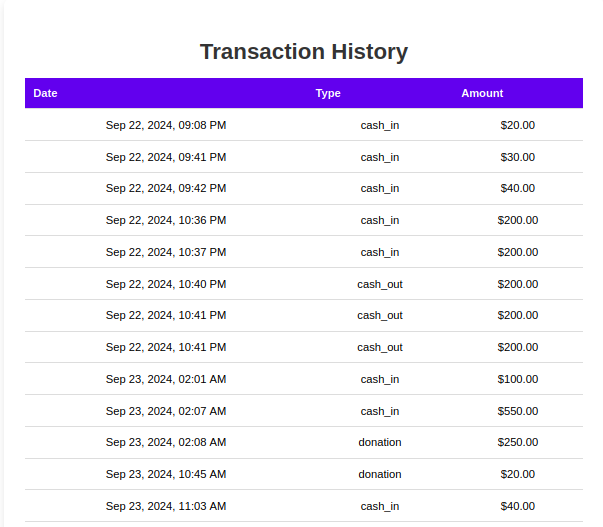 Transaction History
Date Type Amount
Sep 22, 2024, 09:08 PM cash_in $20.00
Sep 22, 2024, 09:41 PM cash_in $30.00
Sep 22, 2024, 09:42 PM cash_in $40.00
Sep 22, 2024, 10:36 PM cash_in $200.00
Sep 22, 2024, 10:37 PM cash_in $200.00
Sep 22, 2024, 10:40 PM cash_out $200.00
Sep 22, 2024, 10:41 PM cash_out $200.00
Sep 22, 2024, 10:41 PM cash_out $200.00
Sep 23, 2024, 02:01 AM cash_in $100.00
Sep 23, 2024, 02:07 AM cash_in $550.00
Sep 23, 2024, 02:08 AM donation $250.00
Sep 23, 2024, 10:45 AM donation $20.00
Sep 23, 2024, 11:03 AM cash_in $40.00